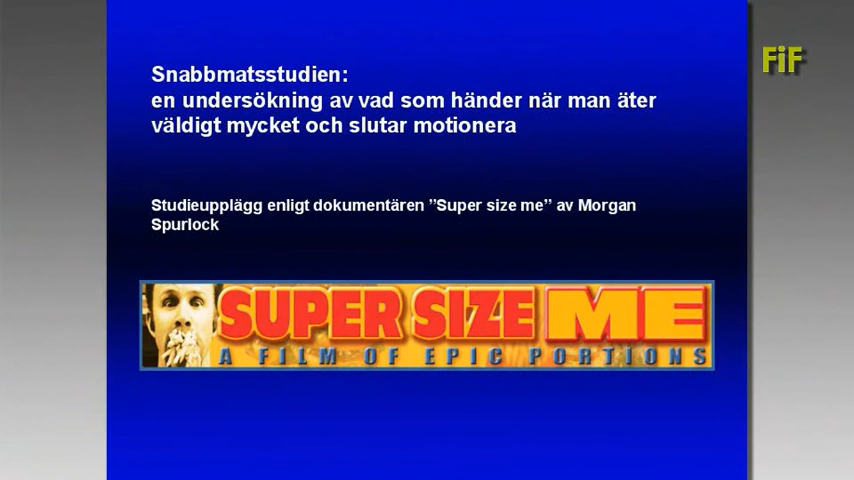 Snabbmatsstudien:
en undersökning av vad som händer när man äter
väldigt mycket och slutar motionera
Studieupplägg enligt dokumentären ”Super size me” av Morgan
Spurlock
SUPER SIZE ME
A FILM OF EPIC PORTIONS
FiF